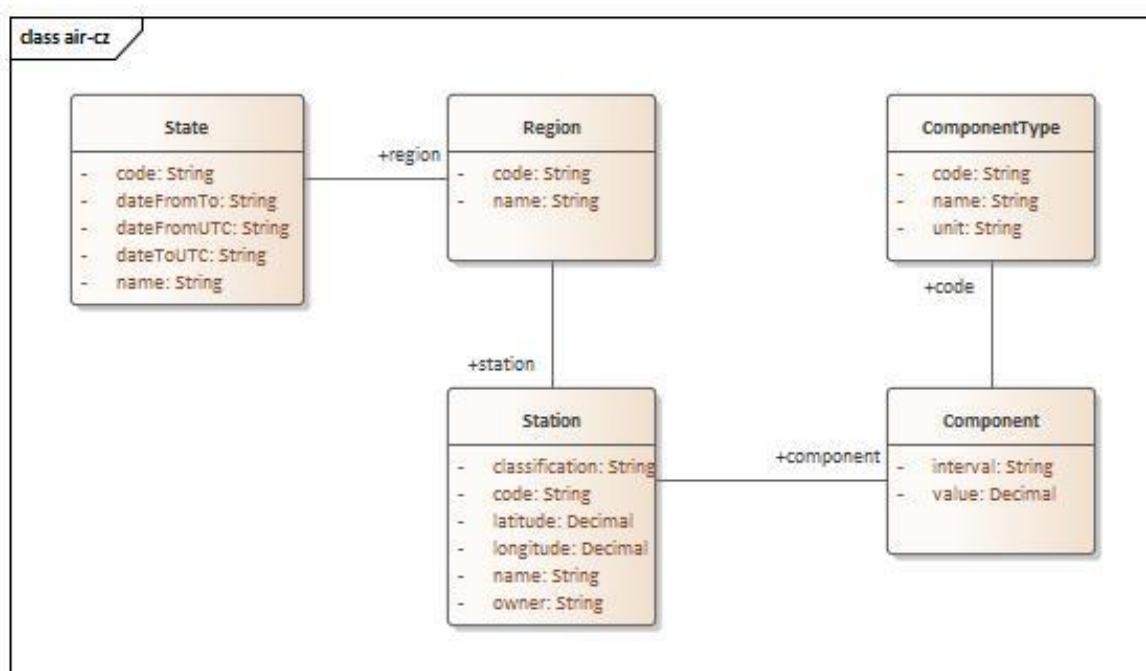 class air-cz
State
- code: String
- dateFromTo: String
- dateFromUTC: String
- dateToUTC: String
- name: String
+region
Region
- code: String
- name: String
ComponentType
- code: String
- name: String
- unit: String
+code
+station
Station
- classification: String
- code: String
- latitude: Decimal
- longitude: Decimal
- name: String
- owner: String
+component
Component
- interval: String
- value: Decimal